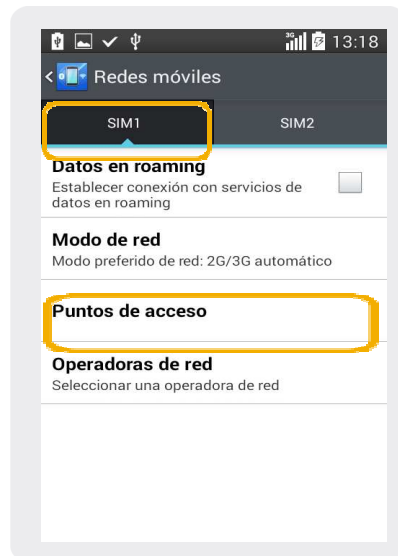 3G 13:18
< Redes móviles
SIM1 SIM2
Datos en roaming
Establecer conexión con servicios de
datos en roaming
Modo de red
Modo preferido de red: 2G/3G automático
Puntos de acceso
Operadoras de red
Seleccionar una operadora de red